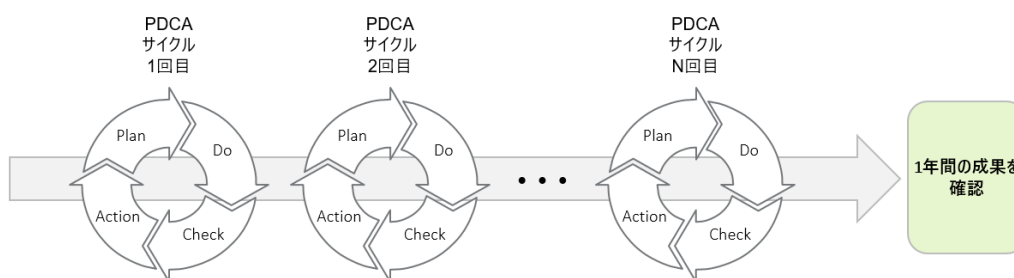 PDCA
サイクル
1回目
PDCA
サイクル
2回目
PDCA
サイクル
N回目
Plan
Do
Check
Action
Plan
Do
Check
Action
• • •
Plan
Do
Check
Action
1年間の成果を
確認